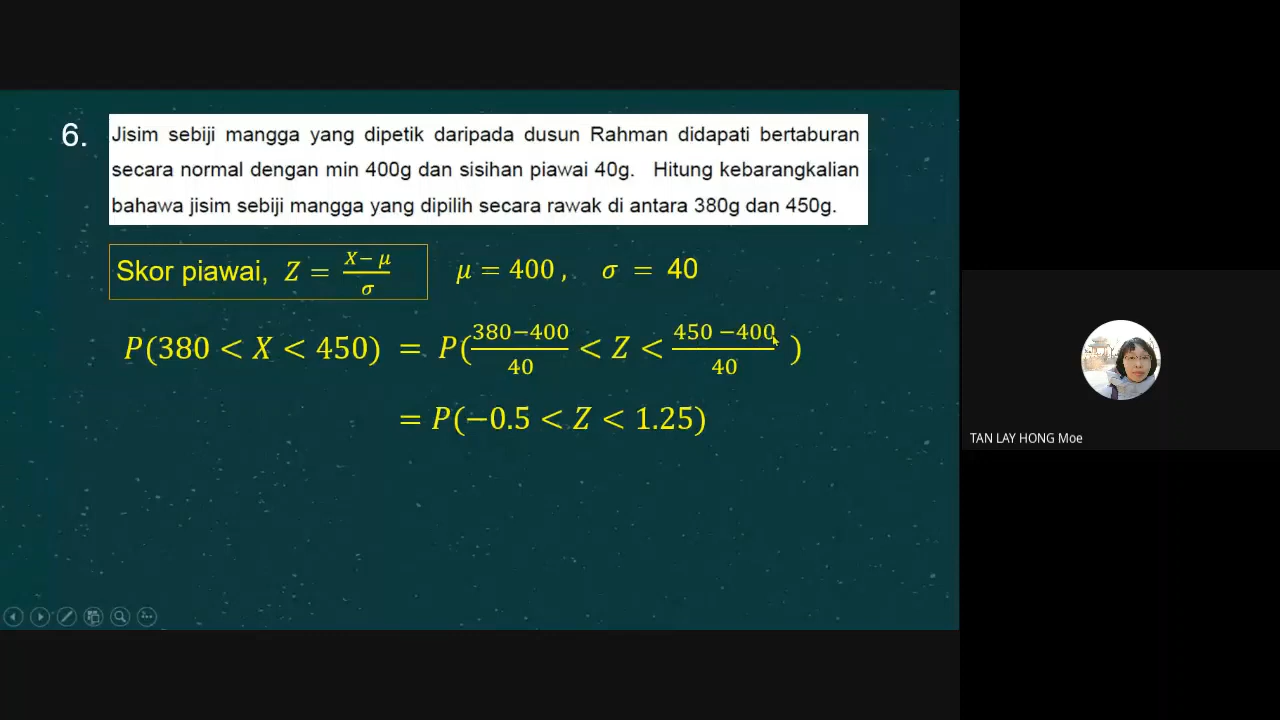 6.
Jisim sebiji mangga yang dipetik daripada dusun Rahman didapati bertaburan
secara normal dengan min 400g dan sisihan piawai 40g. Hitung kebarangkalian
bahawa jisim sebiji mangga yang dipilih secara rawak di antara 380g dan 450g.
Skor piawai, Z = (X − μ)/σ   μ = 400 , σ = 40
P(380 < X < 450) = P( (380−400)/40 < Z < (450 −400)/40 )
= P(−0.5 < Z < 1.25)
TAN LAY HONG Moe